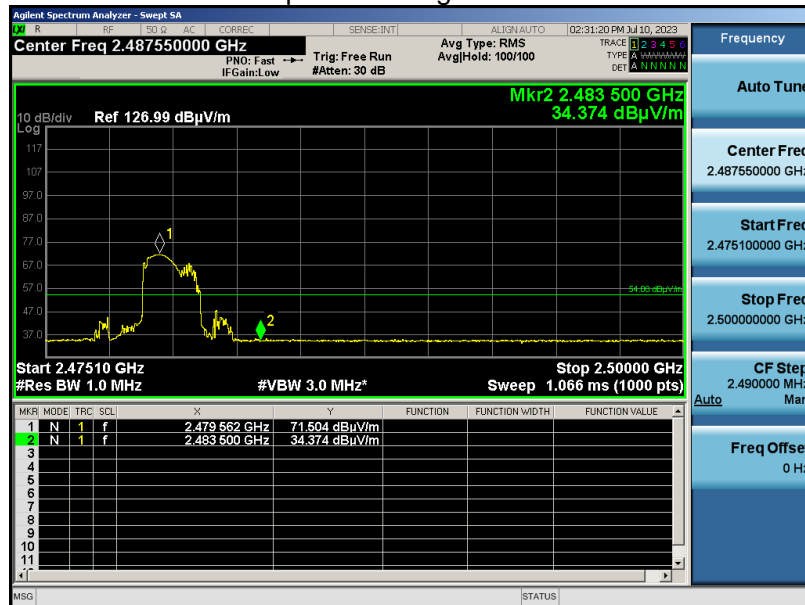 Agilent Spectrum Analyzer - Swept SA
LXI R RF 50 Ω AC CORREC SENSE:INT ALIGN AUTO 02:31:20 PM Jul 10, 2023
Center Freq 2.487550000 GHz
PNO: Fast
IFGain:Low
Trig: Free Run
#Atten: 30 dB
Avg Type: RMS
Avg|Hold: 100/100
TRACE 1 2 3 4 5 6
TYPE A WWWWW
DET A N N N N N
Frequency
Mkr2 2.483 500 GHz
34.374 dBµV/m
10 dB/div
Log
Ref 126.99 dBµV/m
117
107
97.0
87.0
77.0
67.0
57.0
47.0
37.0
1
2
54.00 dBµV/m
Start 2.47510 GHz
Stop 2.50000 GHz
#Res BW 1.0 MHz
#VBW 3.0 MHz*
Sweep 1.066 ms (1000 pts)
MKR MODE TRC SCL X Y FUNCTION FUNCTION WIDTH FUNCTION VALUE
1 N 1 f 2.479 562 GHz 71.504 dBµV/m
2 N 1 f 2.483 500 GHz 34.374 dBµV/m
3
4
5
6
7
8
9
10
11
Auto Tune
Center Freq
2.487550000 GHz
Start Freq
2.475100000 GHz
Stop Freq
2.500000000 GHz
CF Step
2.490000 MHz
Auto Man
Freq Offset
0 Hz
MSG
STATUS